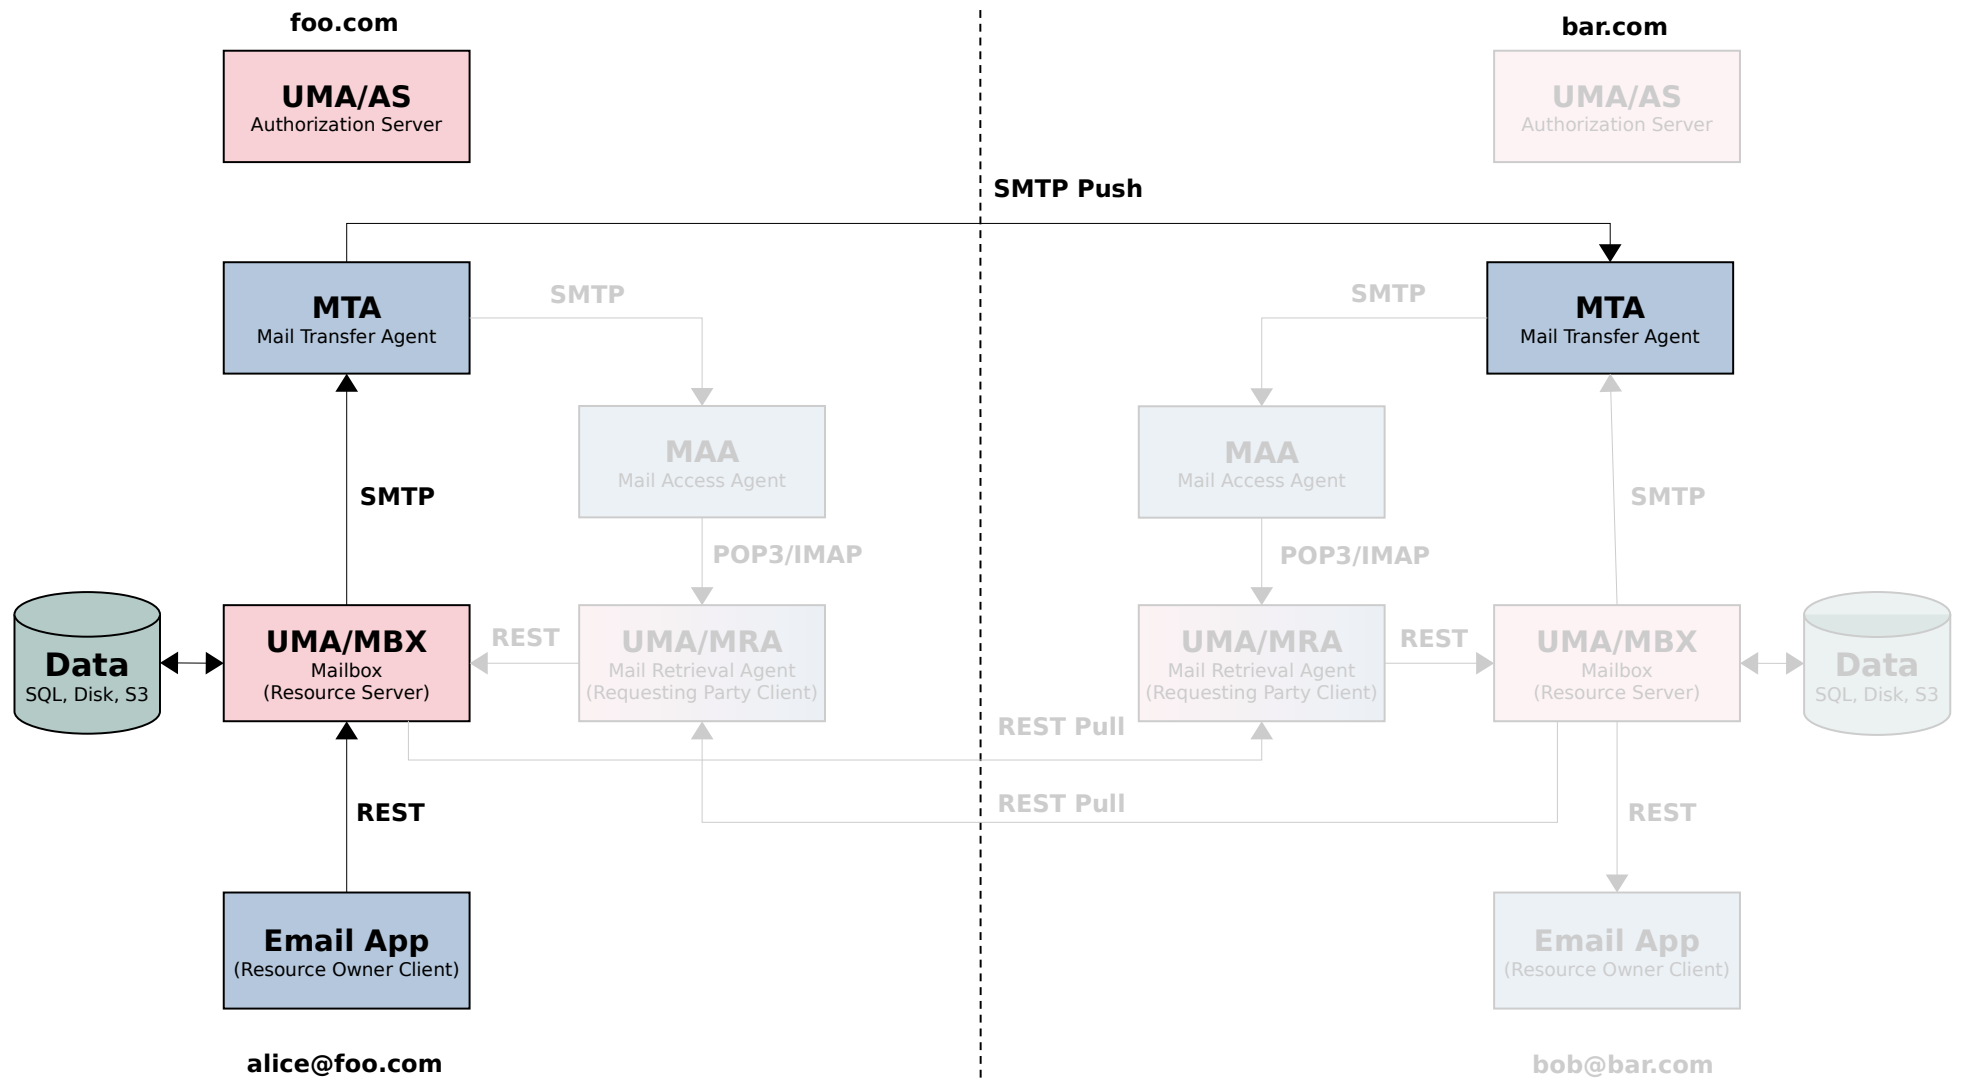 foo.com
bar.com
UMA/AS
Authorization Server
UMA/AS
Authorization Server
SMTP Push
MTA
Mail Transfer Agent
SMTP
SMTP
MTA
Mail Transfer Agent
MAA
Mail Access Agent
MAA
Mail Access Agent
SMTP
SMTP
POP3/IMAP
POP3/IMAP
Data
SQL, Disk, S3
UMA/MBX
Mailbox
(Resource Server)
REST
UMA/MRA
Mail Retrieval Agent
(Requesting Party Client)
UMA/MRA
Mail Retrieval Agent
(Requesting Party Client)
REST
UMA/MBX
Mailbox
(Resource Server)
Data
SQL, Disk, S3
REST Pull
REST Pull
REST
REST
Email App
(Resource Owner Client)
Email App
(Resource Owner Client)
alice@foo.com
bob@bar.com